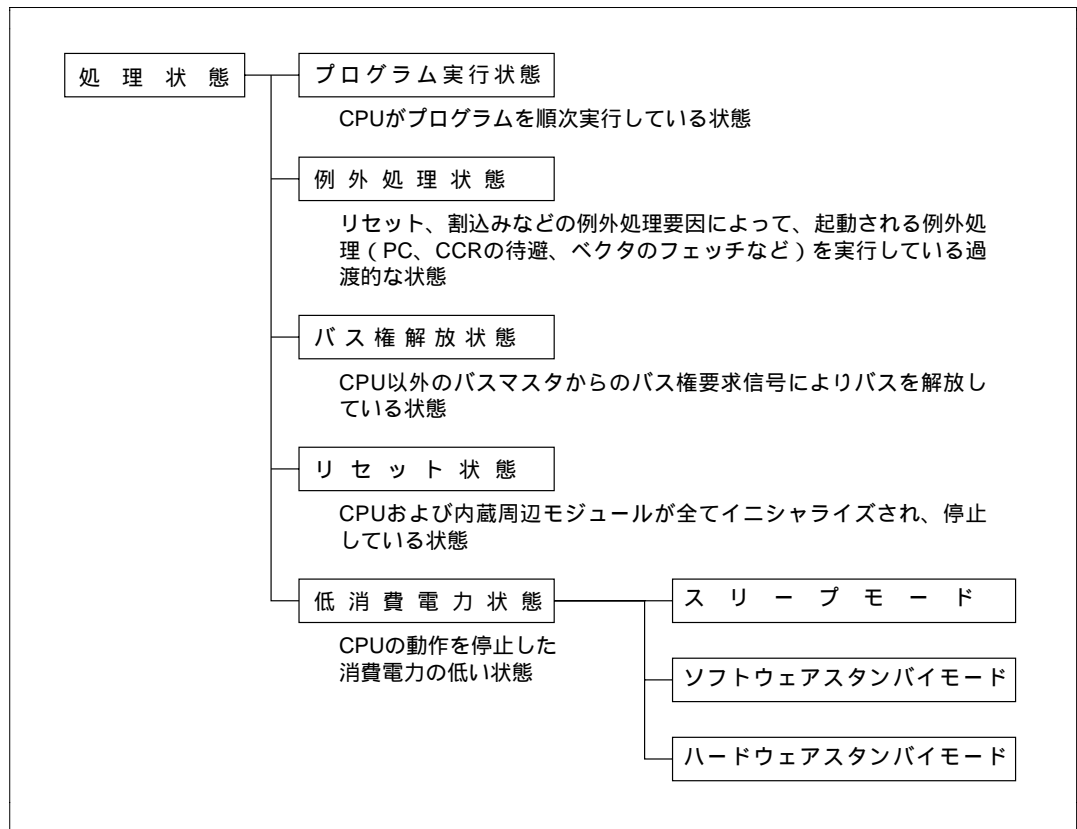 処理状態
プログラム実行状態
CPUがプログラムを順次実行している状態
例外処理状態
リセット、割込みなどの例外処理要因によって、起動される例外処
理（PC、CCRの待避、ベクタのフェッチなど）を実行している過
渡的な状態
バス権解放状態
CPU以外のバスマスタからのバス権要求信号によりバスを解放し
ている状態
リセット状態
CPUおよび内蔵周辺モジュールが全てイニシャライズされ、停止
している状態
低消費電力状態
CPUの動作を停止した
消費電力の低い状態
スリープモード
ソフトウェアスタンバイモード
ハードウェアスタンバイモード